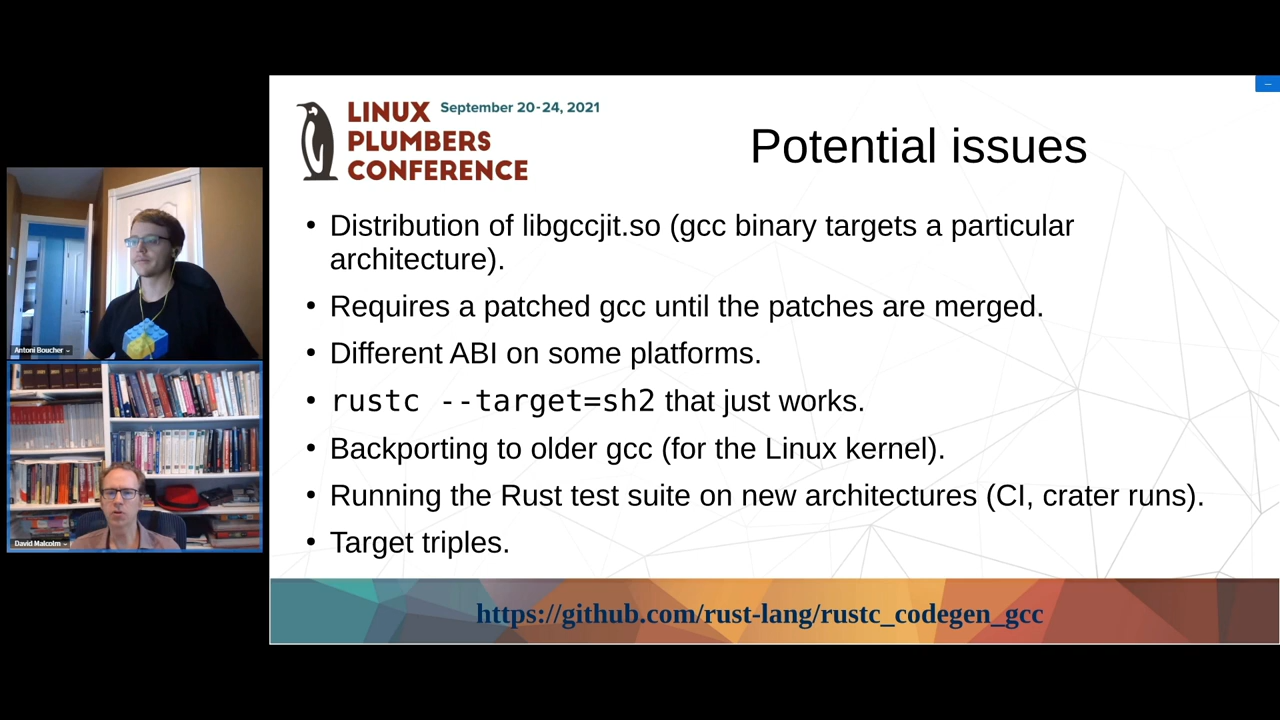 LINUX
September 20-24, 2021
PLUMBERS
CONFERENCE
Potential issues
• Distribution of libgccjit.so (gcc binary targets a particular
architecture).
• Requires a patched gcc until the patches are merged.
• Different ABI on some platforms.
• rustc --target=sh2 that just works.
• Backporting to older gcc (for the Linux kernel).
• Running the Rust test suite on new architectures (CI, crater runs).
• Target triples.
https://github.com/rust-lang/rustc_codegen_gcc
Antoni Boucher
David Malcolm